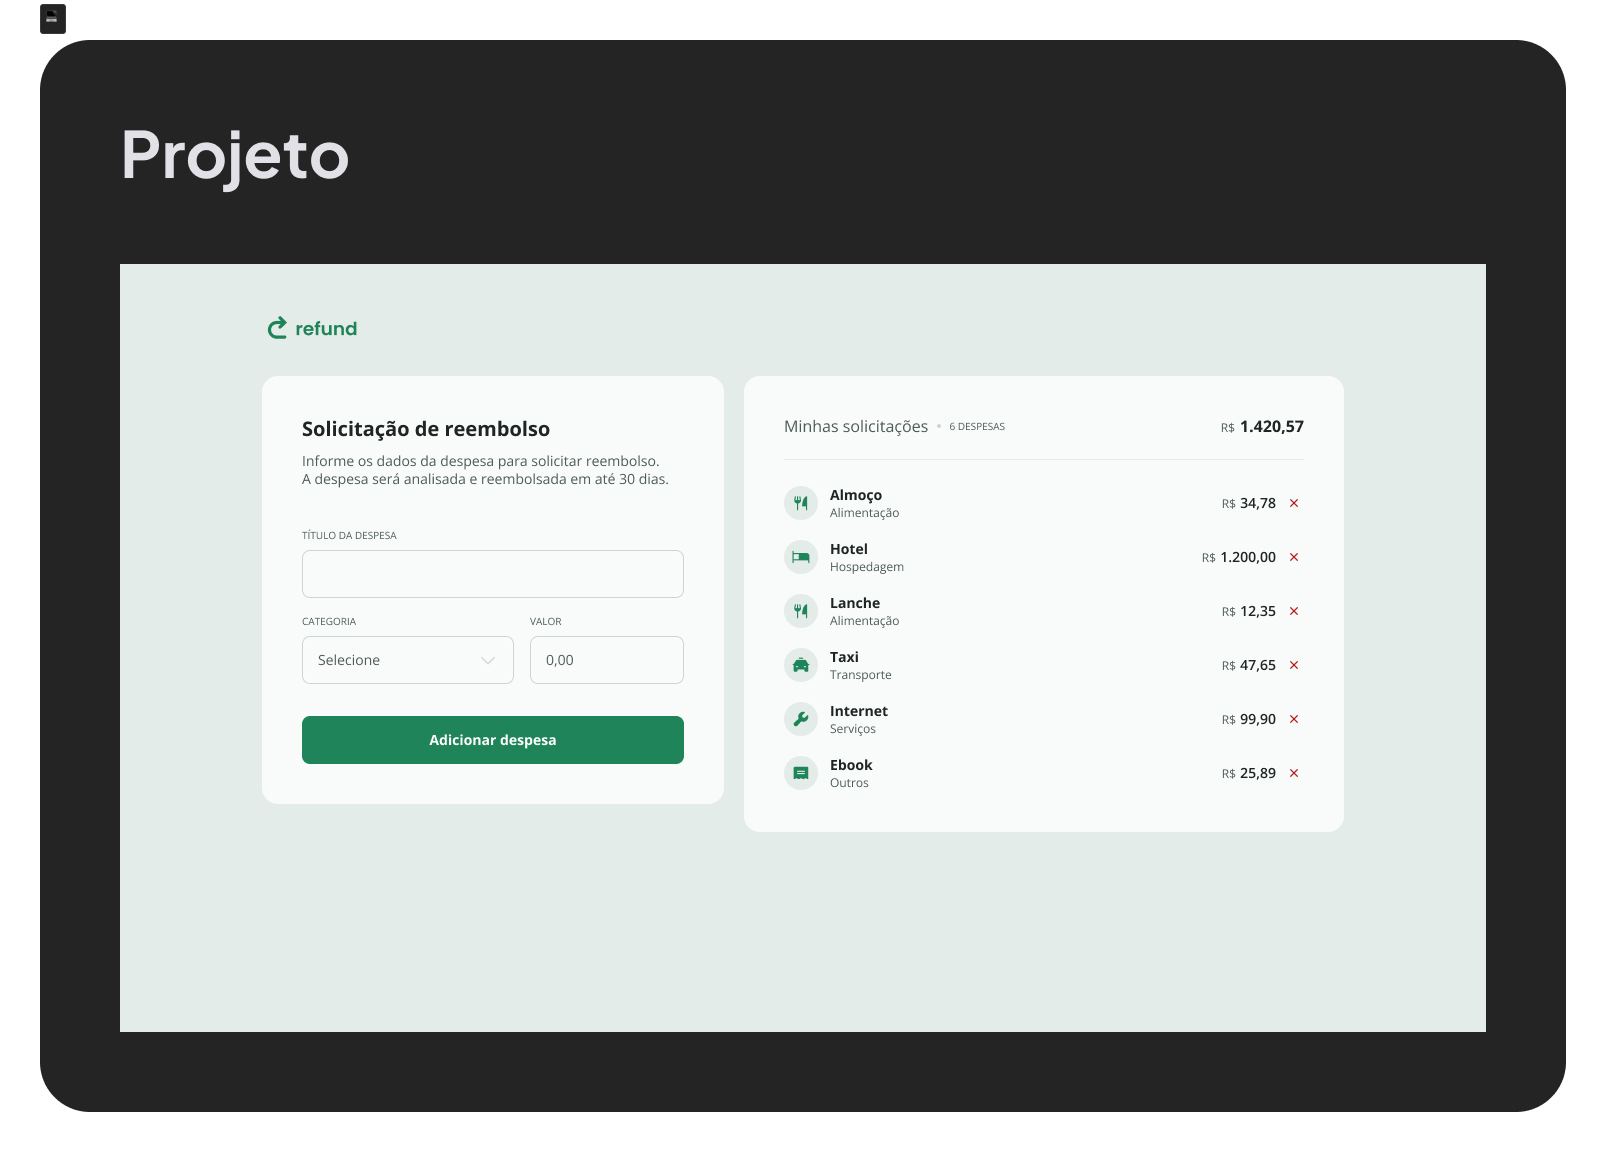 Projeto
refund
Solicitação de reembolso
Informe os dados da despesa para solicitar reembolso.
A despesa será analisada e reembolsada em até 30 dias.
TÍTULO DA DESPESA
CATEGORIA
VALOR
Selecione
0,00
Adicionar despesa
Minhas solicitações • 6 DESPESAS
R$ 1.420,57
Almoço
Alimentação
R$ 34,78
Hotel
Hospedagem
R$ 1.200,00
Lanche
Alimentação
R$ 12,35
Taxi
Transporte
R$ 47,65
Internet
Serviços
R$ 99,90
Ebook
Outros
R$ 25,89